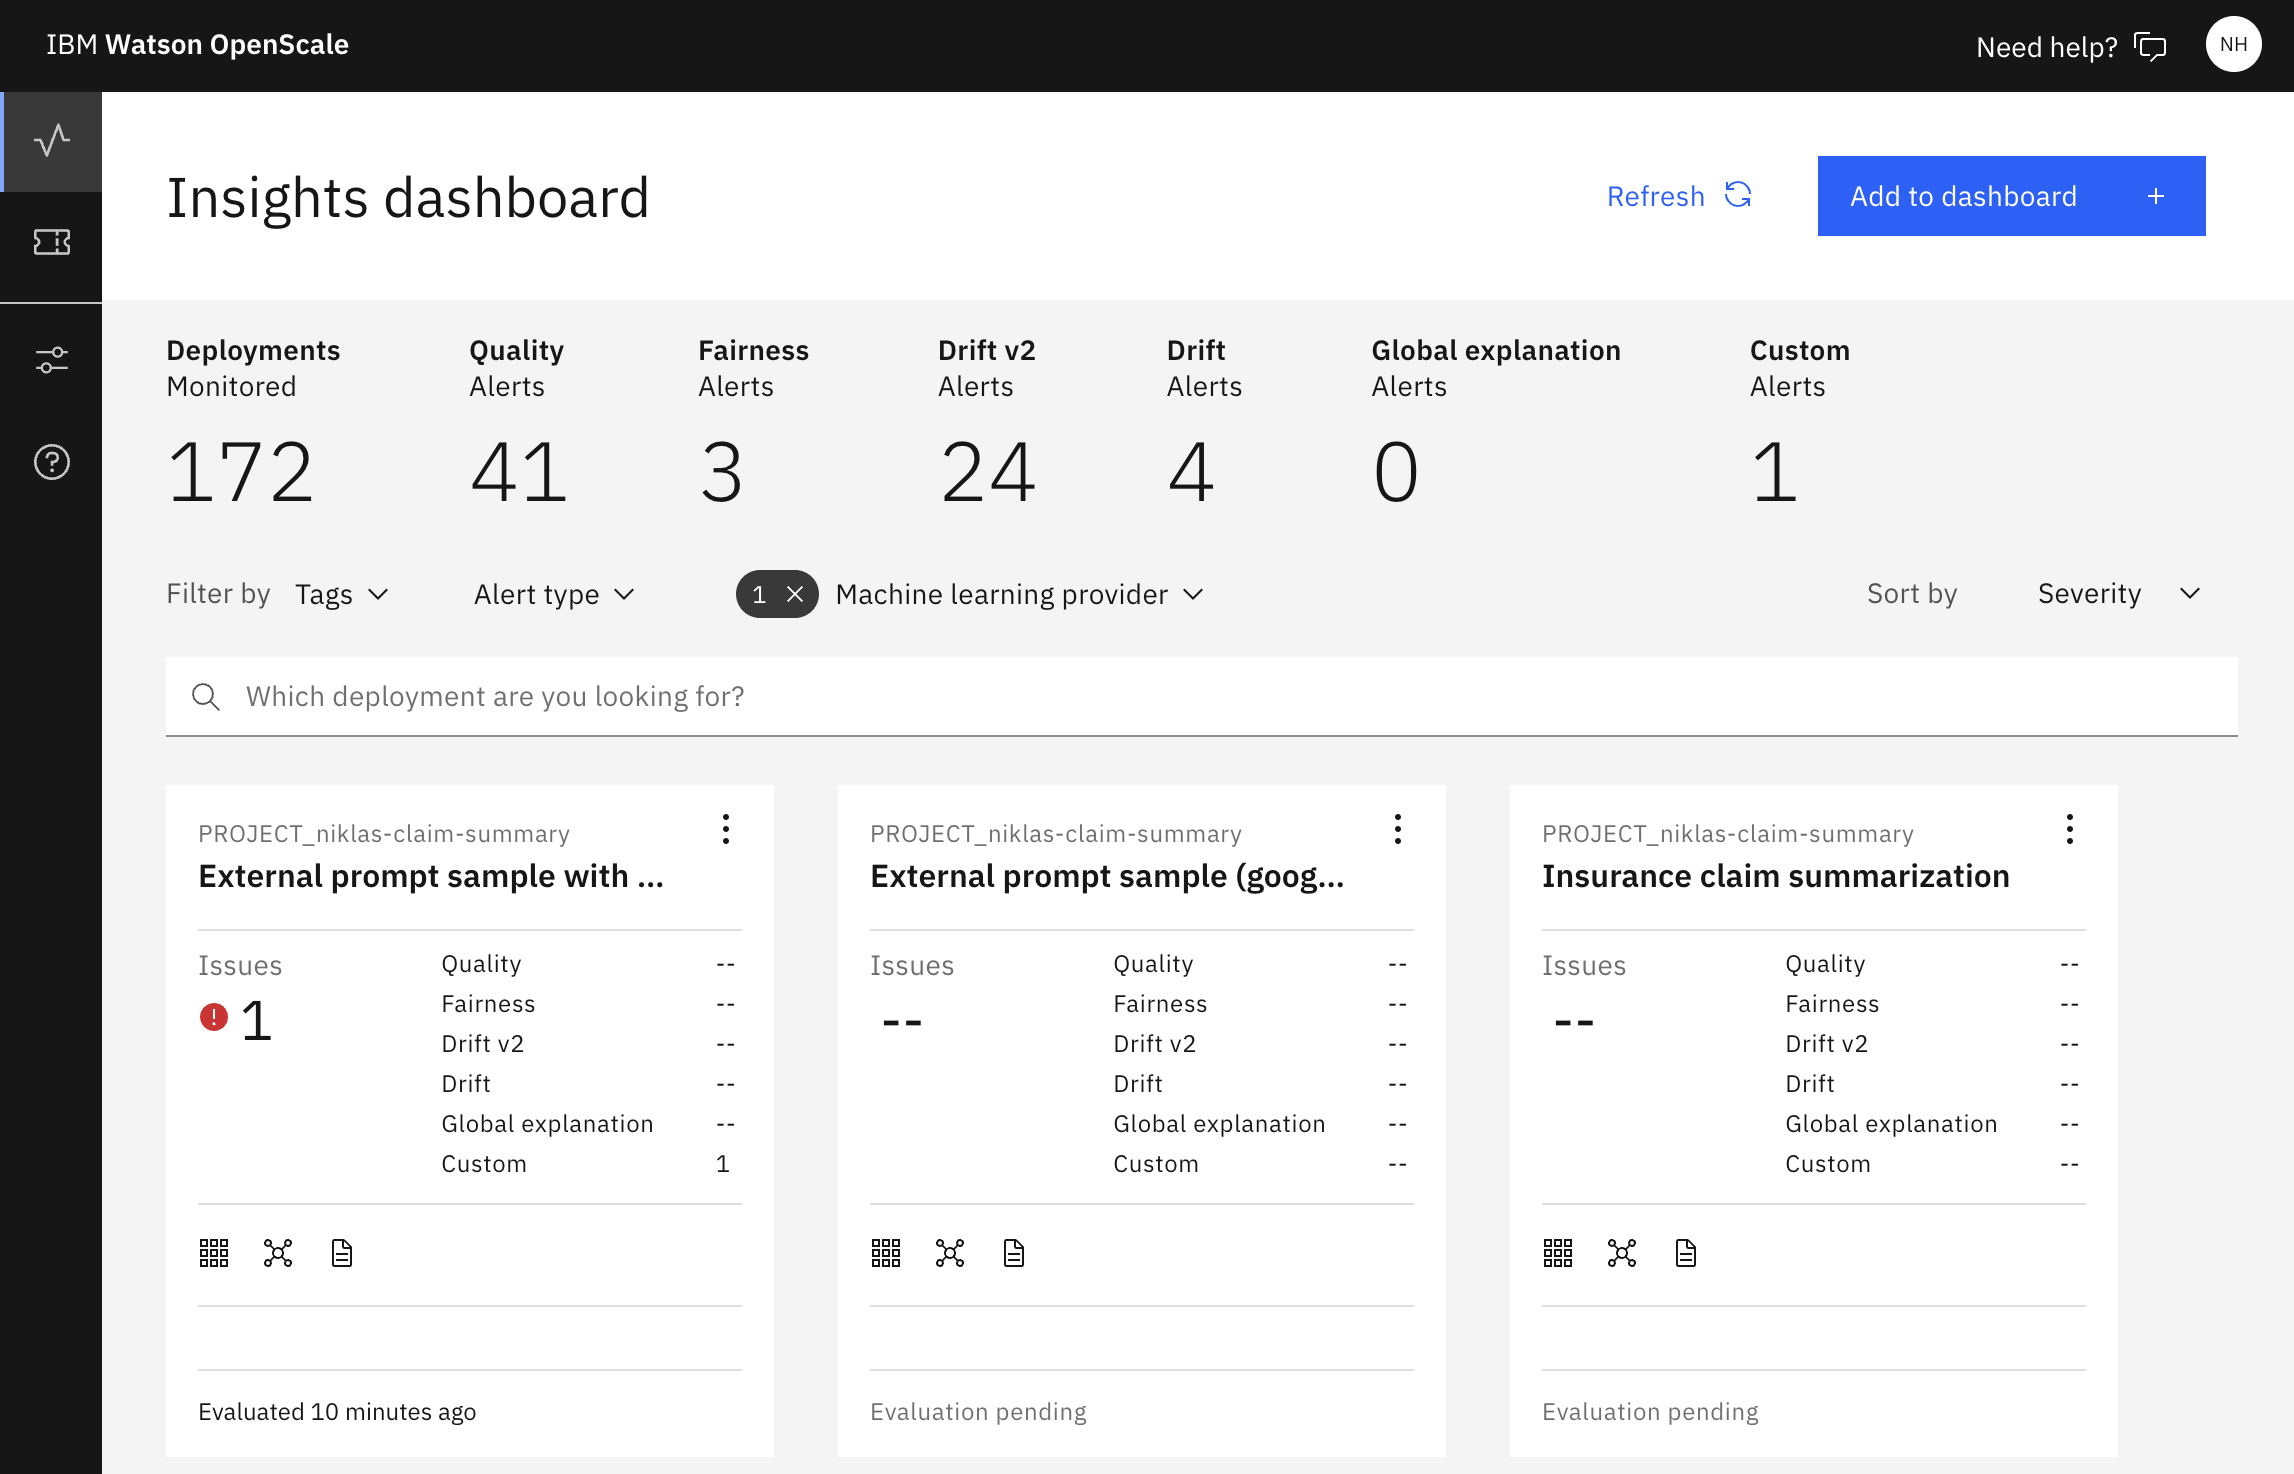 IBM Watson OpenScale
Need help?
NH
Insights dashboard
Refresh
Add to dashboard +
Deployments
Monitored
172
Quality
Alerts
41
Fairness
Alerts
3
Drift v2
Alerts
24
Drift
Alerts
4
Global explanation
Alerts
0
Custom
Alerts
1
Filter by
Tags
Alert type
1
Machine learning provider
Sort by
Severity
Which deployment are you looking for?
PROJECT_niklas-claim-summary
External prompt sample with ...
Issues
1
Quality --
Fairness --
Drift v2 --
Drift --
Global explanation --
Custom 1
Evaluated 10 minutes ago
PROJECT_niklas-claim-summary
External prompt sample (goog...
Issues
--
Quality --
Fairness --
Drift v2 --
Drift --
Global explanation --
Custom --
Evaluation pending
PROJECT_niklas-claim-summary
Insurance claim summarization
Issues
--
Quality --
Fairness --
Drift v2 --
Drift --
Global explanation --
Custom --
Evaluation pending